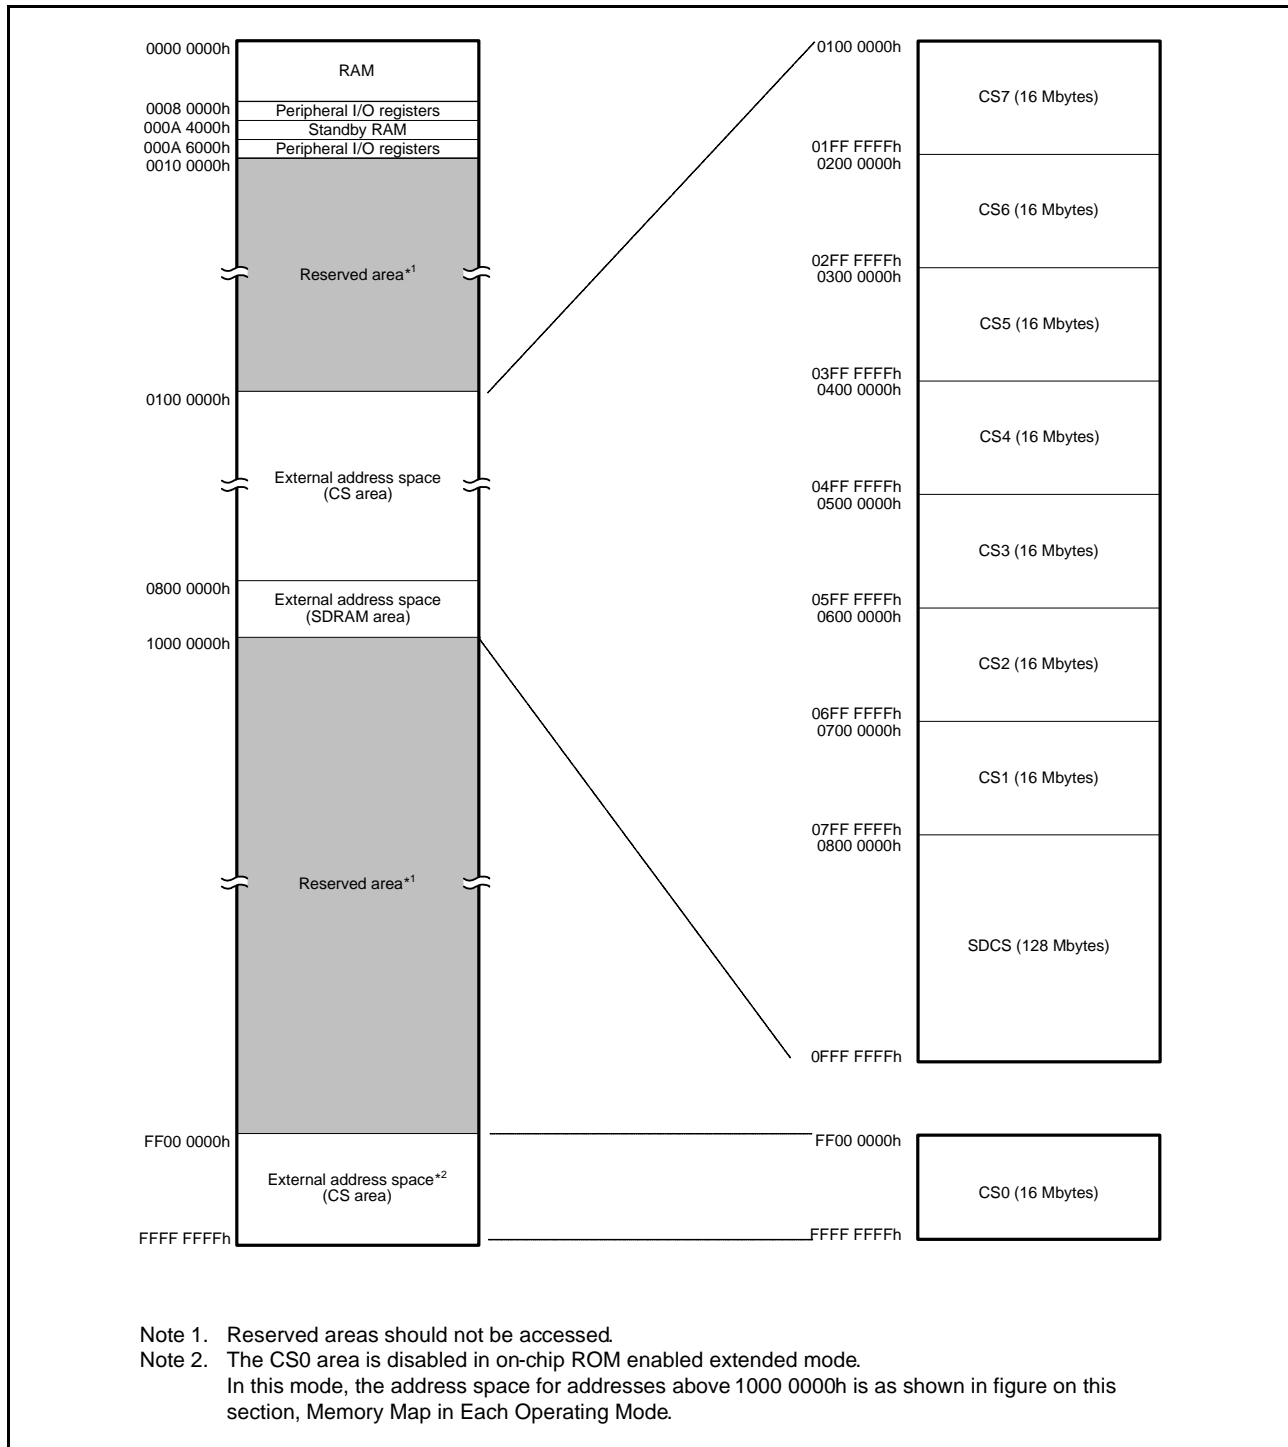 0000 0000h
RAM
0008 0000h
Peripheral I/O registers
000A 4000h
Standby RAM
000A 6000h
Peripheral I/O registers
0010 0000h
Reserved area*1
0100 0000h
External address space
(CS area)
0800 0000h
External address space
(SDRAM area)
1000 0000h
Reserved area*1
FF00 0000h
External address space*2
(CS area)
FFFF FFFFh
0100 0000h
CS7 (16 Mbytes)
01FF FFFFh
0200 0000h
CS6 (16 Mbytes)
02FF FFFFh
0300 0000h
CS5 (16 Mbytes)
03FF FFFFh
0400 0000h
CS4 (16 Mbytes)
04FF FFFFh
0500 0000h
CS3 (16 Mbytes)
05FF FFFFh
0600 0000h
CS2 (16 Mbytes)
06FF FFFFh
0700 0000h
CS1 (16 Mbytes)
07FF FFFFh
0800 0000h
SDCS (128 Mbytes)
0FFF FFFFh
FF00 0000h
CS0 (16 Mbytes)
FFFF FFFFh
Note 1. Reserved areas should not be accessed.
Note 2. The CS0 area is disabled in on-chip ROM enabled extended mode.
In this mode, the address space for addresses above 1000 0000h is as shown in figure on this
section, Memory Map in Each Operating Mode.